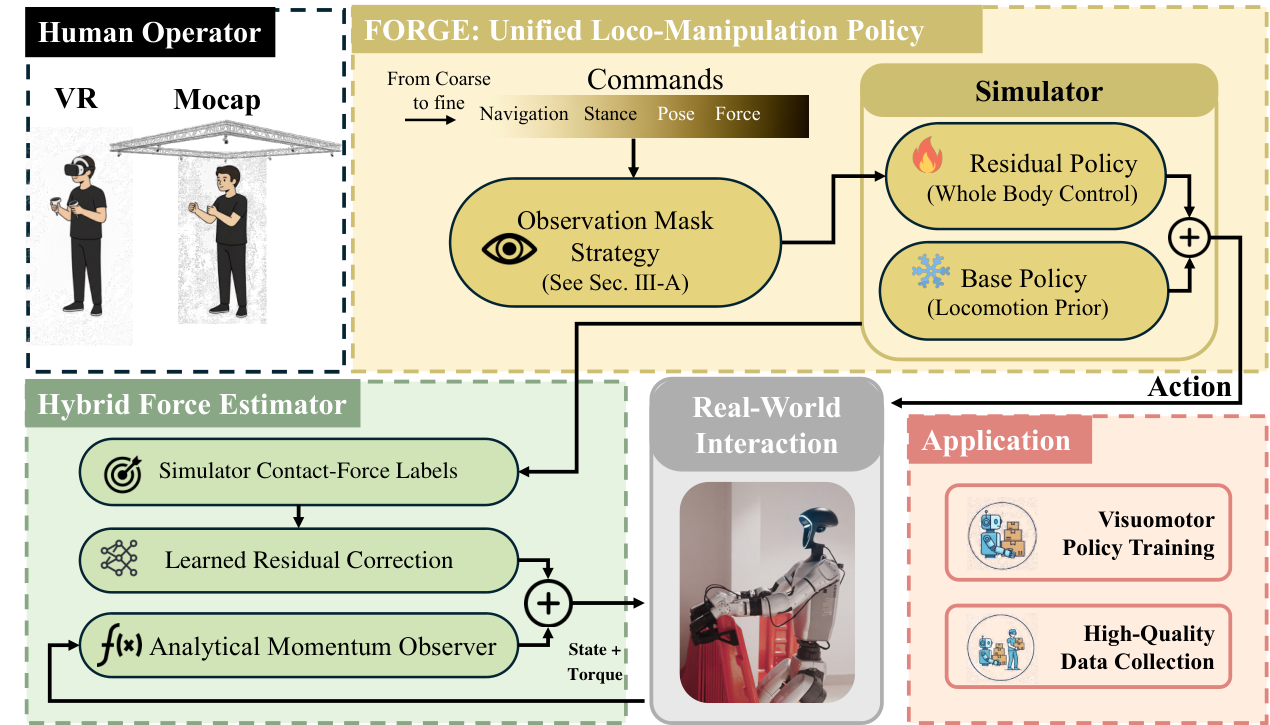 Human Operator
VR
Mocap
FORGE: Unified Loco-Manipulation Policy
From Coarse
to fine
Commands
Navigation Stance Pose Force
Observation Mask
Strategy
(See Sec. III-A)
Simulator
Residual Policy
(Whole Body Control)
+
Base Policy
(Locomotion Prior)
Action
Hybrid Force Estimator
Simulator Contact-Force Labels
Learned Residual Correction
+
f(x) Analytical Momentum Observer
State +
Torque
Real-World
Interaction
Application
Visuomotor
Policy Training
High-Quality
Data Collection